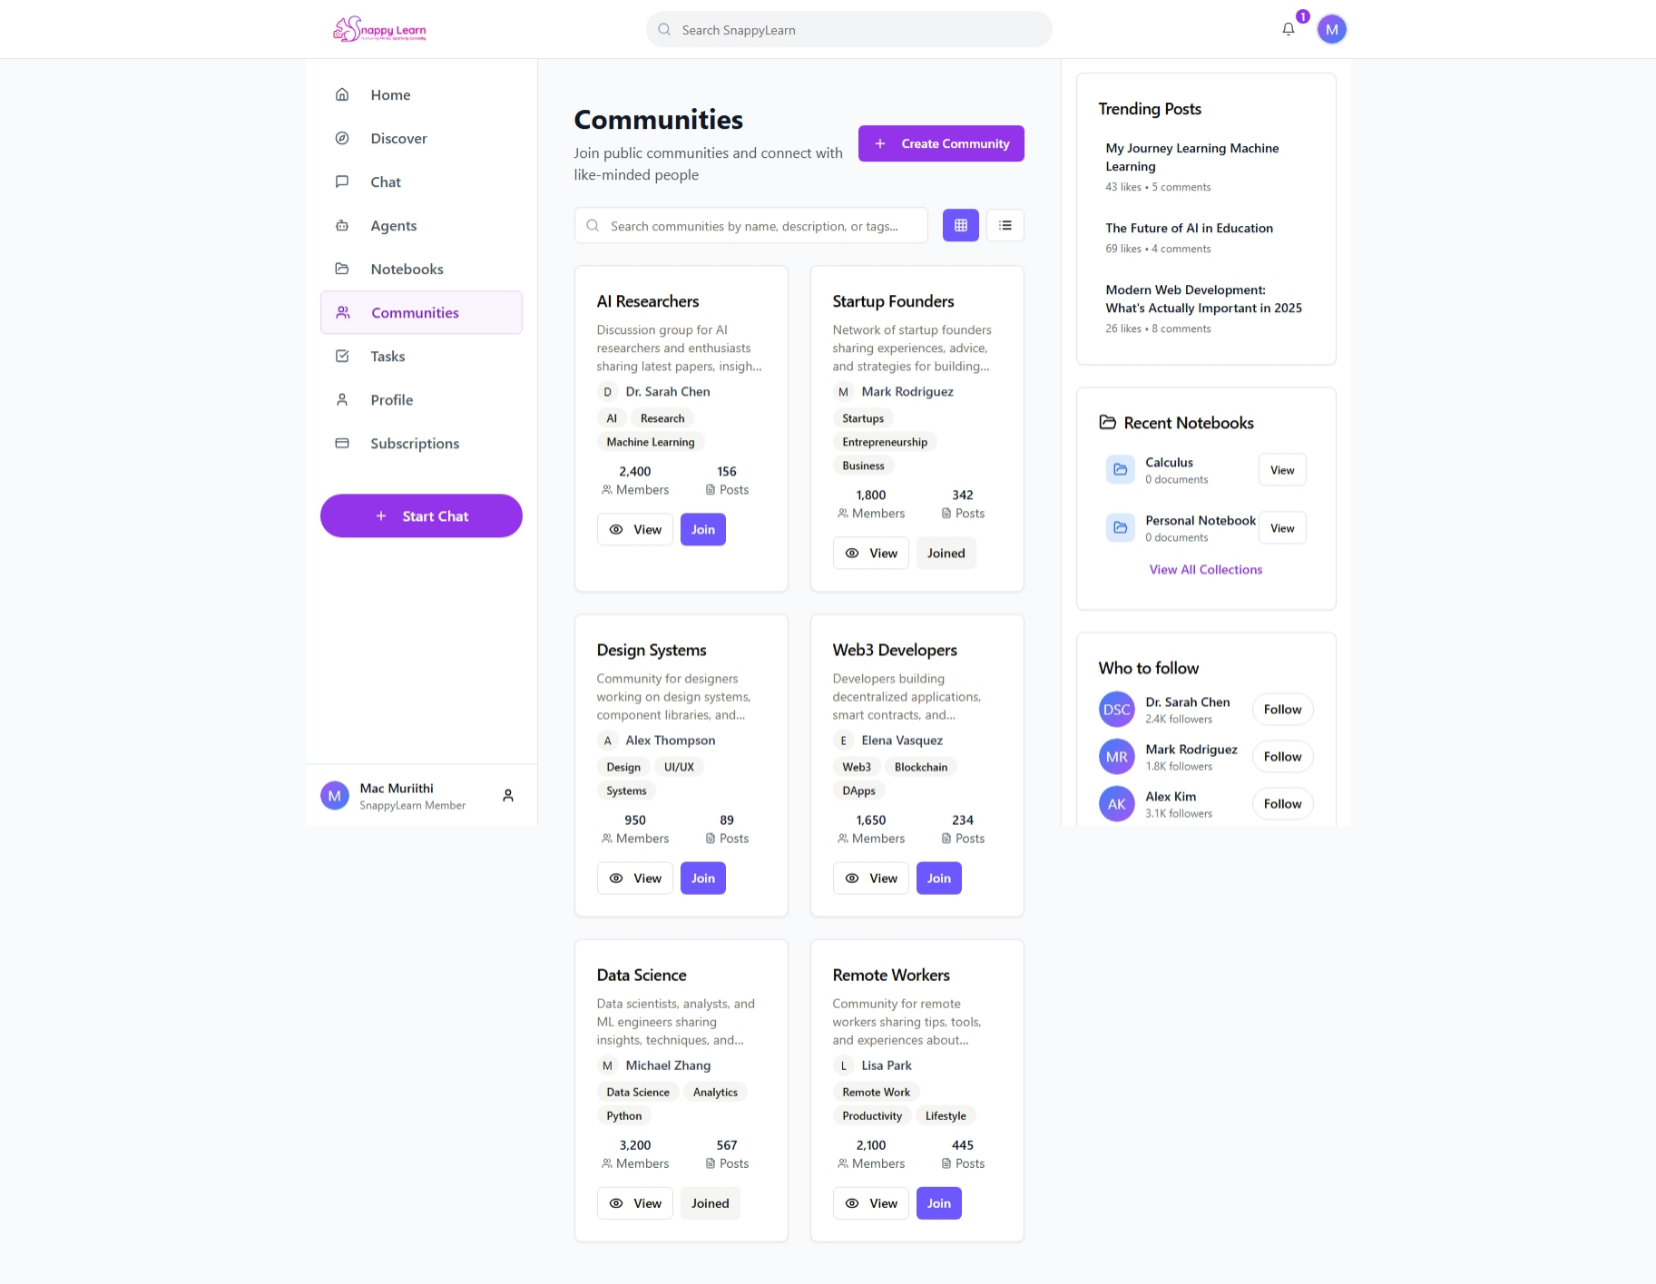 Snappy Learn
Search SnappyLearn
1
M
Home
Discover
Chat
Agents
Notebooks
Communities
Tasks
Profile
Subscriptions
+ Start Chat
M
Mac Muriithi
SnappyLearn Member
Communities
Join public communities and connect with
like-minded people
+ Create Community
Search communities by name, description, or tags...
AI Researchers
Discussion group for AI
researchers and enthusiasts
sharing latest papers, insigh...
D Dr. Sarah Chen
AI Research
Machine Learning
2,400 156
Members Posts
View Join
Startup Founders
Network of startup founders
sharing experiences, advice,
and strategies for building...
M Mark Rodriguez
Startups
Entrepreneurship
Business
1,800 342
Members Posts
View Joined
Design Systems
Community for designers
working on design systems,
component libraries, and...
A Alex Thompson
Design UI/UX
Systems
950 89
Members Posts
View Join
Web3 Developers
Developers building
decentralized applications,
smart contracts, and...
E Elena Vasquez
Web3 Blockchain
DApps
1,650 234
Members Posts
View Join
Data Science
Data scientists, analysts, and
ML engineers sharing
insights, techniques, and...
M Michael Zhang
Data Science Analytics
Python
3,200 567
Members Posts
View Joined
Remote Workers
Community for remote
workers sharing tips, tools,
and experiences about...
L Lisa Park
Remote Work
Productivity Lifestyle
2,100 445
Members Posts
View Join
Trending Posts
My Journey Learning Machine
Learning
43 likes • 5 comments
The Future of AI in Education
69 likes • 4 comments
Modern Web Development:
What's Actually Important in 2025
26 likes • 8 comments
Recent Notebooks
Calculus
0 documents
View
Personal Notebook
0 documents
View
View All Collections
Who to follow
DSC
Dr. Sarah Chen
2.4K followers
Follow
MR
Mark Rodriguez
1.8K followers
Follow
AK
Alex Kim
3.1K followers
Follow